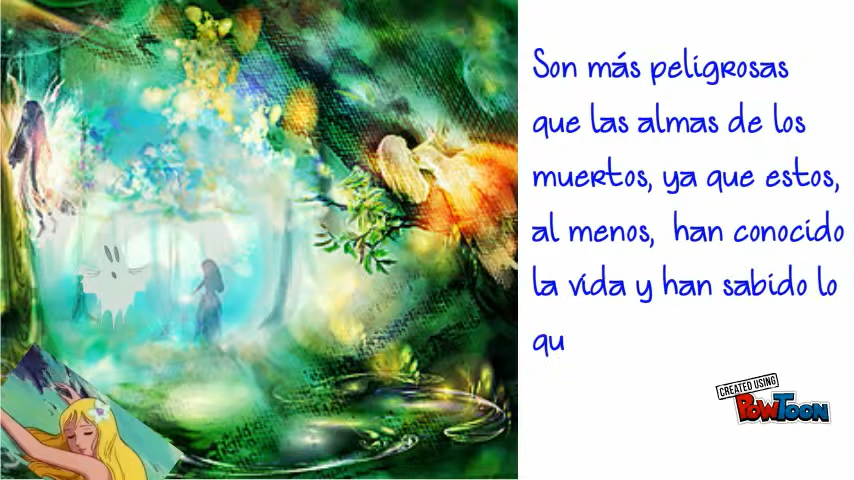 Son más peligrosas
que las almas de los
muertos, ya que estos,
al menos, han conocido
la vida y han sabido lo
qu
CREATED USING
POWTOON